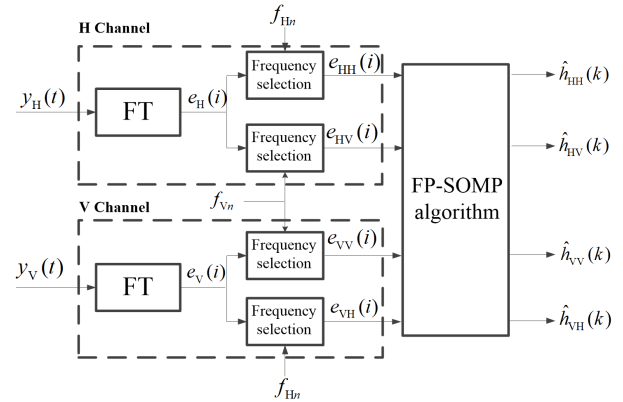 f_Hn
H Channel
Frequency
selection
e_HH(i)
ĥ_HH(k)
y_H(t)
FT
e_H(i)
Frequency
selection
e_HV(i)
ĥ_HV(k)
FP-SOMP
algorithm
f_Vn
V Channel
Frequency
selection
e_VV(i)
ĥ_VV(k)
y_V(t)
FT
e_V(i)
Frequency
selection
e_VH(i)
ĥ_VH(k)
f_Hn